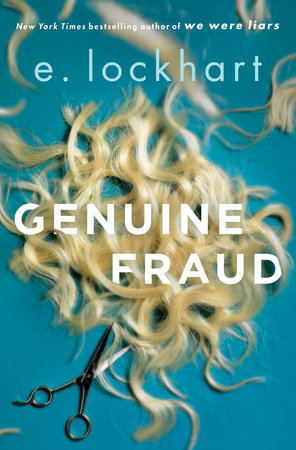 New York Times bestselling author of we were liars
e. lockhart
GENUINE
FRAUD